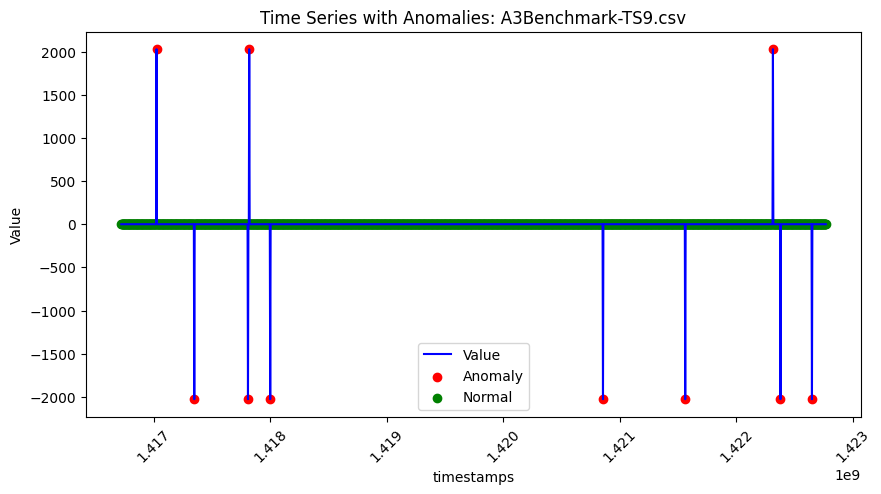 Time Series with Anomalies: A3Benchmark-TS9.csv
2000
1500
1000
500
0
−500
−1000
−1500
−2000
Value
Value
Anomaly
Normal
1.417
1.418
1.419
1.420
1.421
1.422
1.423
1e9
timestamps